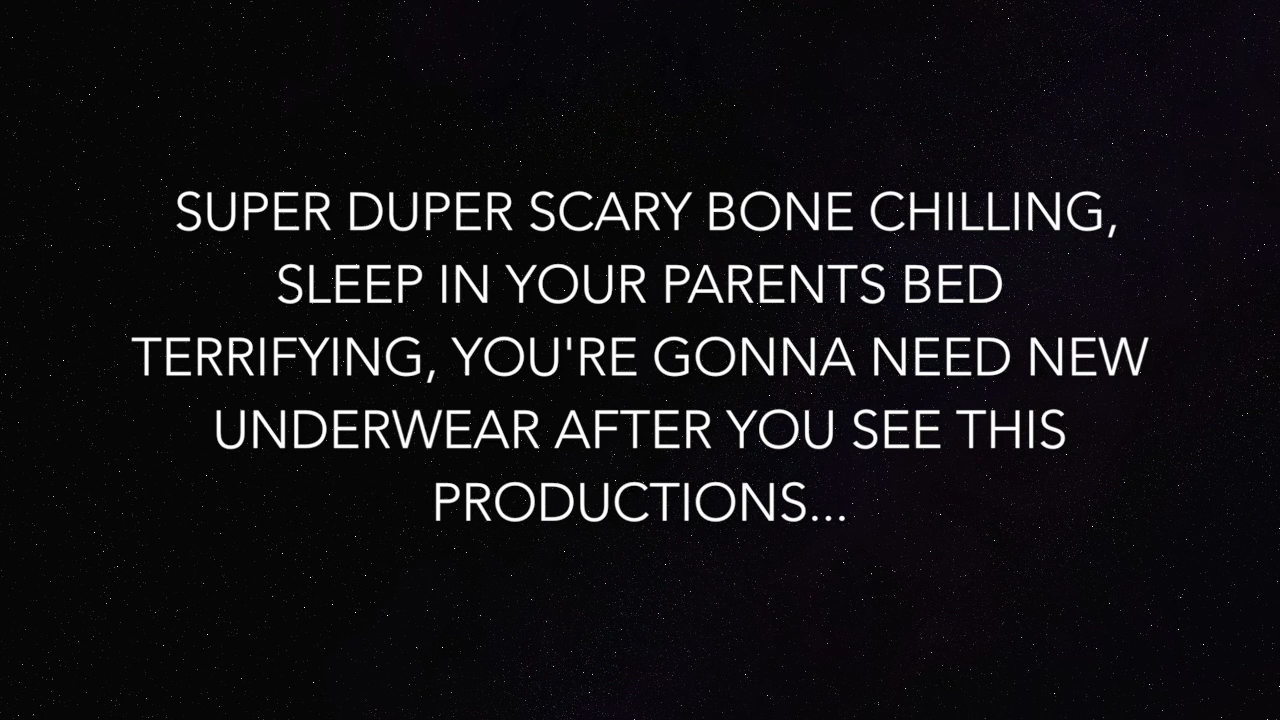 SUPER DUPER SCARY BONE CHILLING,
SLEEP IN YOUR PARENTS BED
TERRIFYING, YOU'RE GONNA NEED NEW
UNDERWEAR AFTER YOU SEE THIS
PRODUCTIONS...